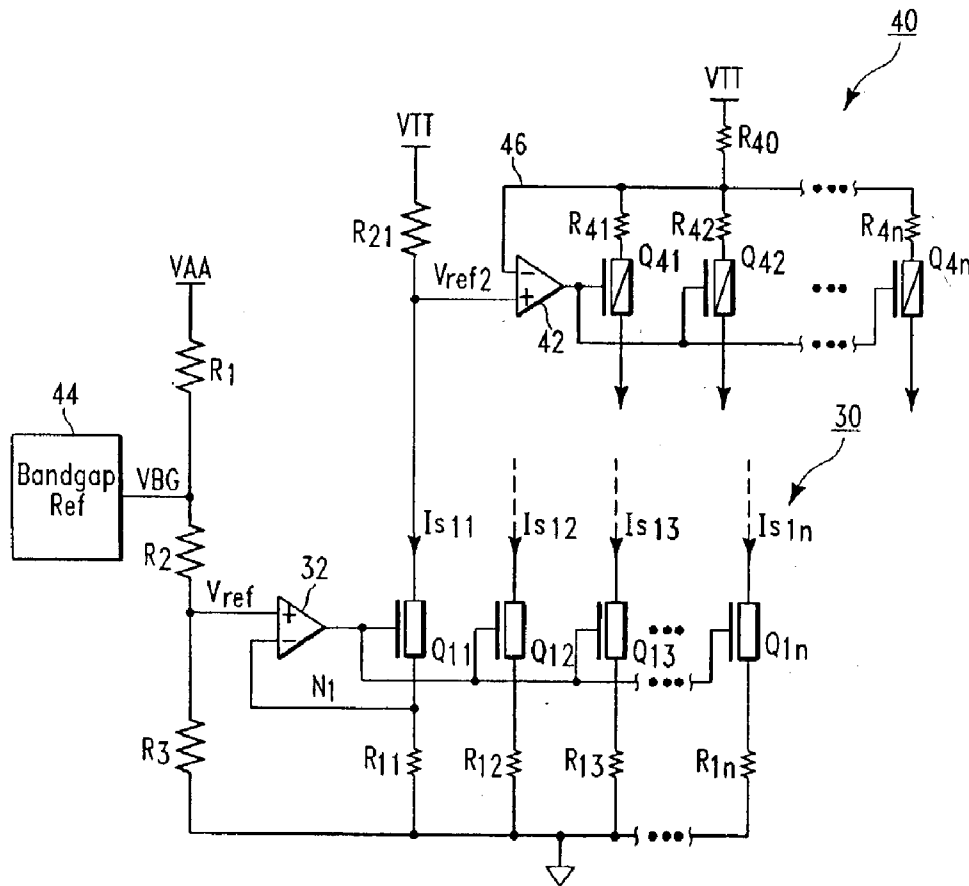 40
VTT
VTT
R40
46
R21
R41
R42
R4n
Q41
Q42
Q4n
VAA
Vref2
−
+
42
R1
44
30
Bandgap
Ref
VBG
Is11
Is12
Is13
Is1n
R2
32
Vref
+
−
Q11
Q12
Q13
Q1n
N1
R3
R11
R12
R13
R1n